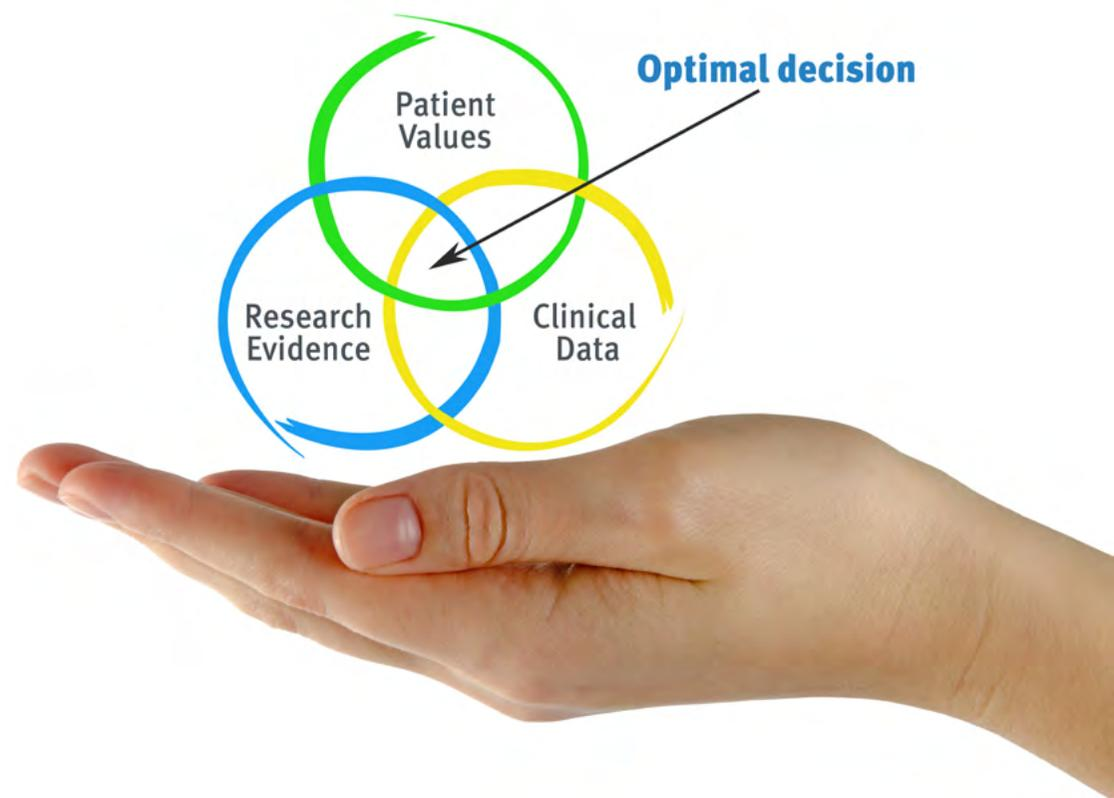 Optimal decision
Patient
Values
Research
Evidence
Clinical
Data